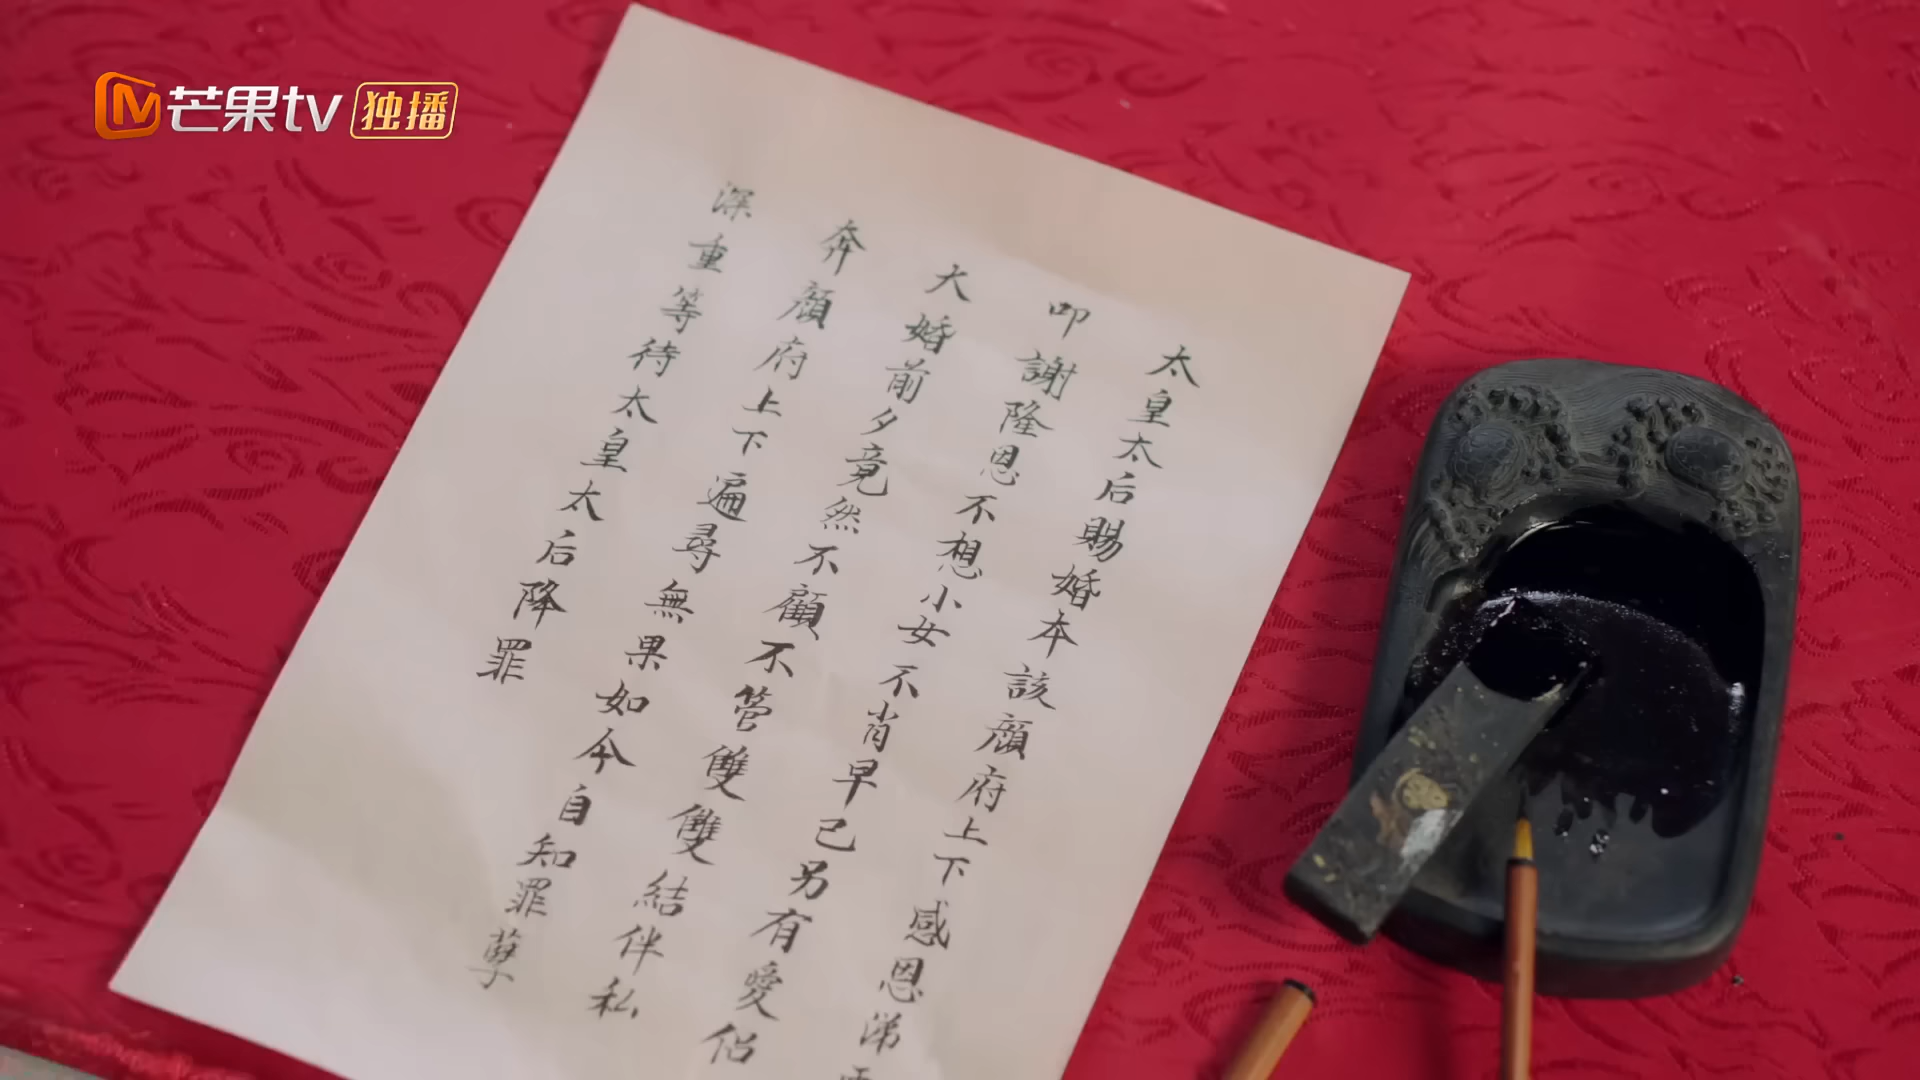 芒果tv 独播
太皇太后賜婚本該顏府上下感恩涕
叩謝隆恩不想小女不肖早已另有愛侶
大婚前夕竟然不顧不管雙雙結伴私
奔顏府上下遍尋無果如今自知罪孽
深重等待太皇太后降罪